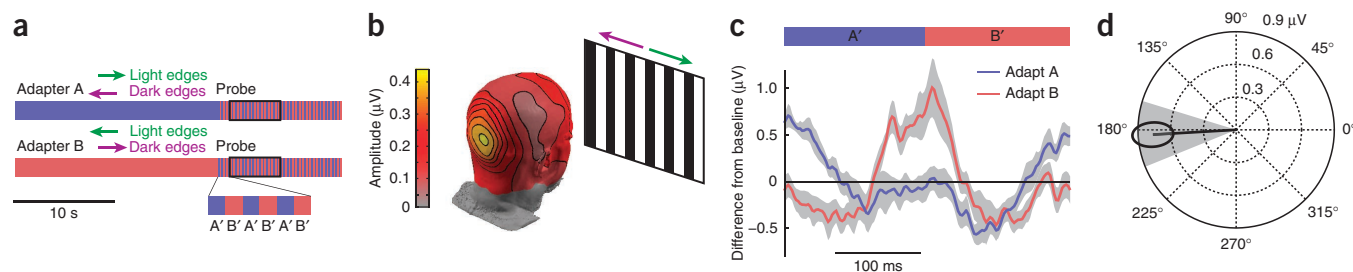 a
Adapter A
Light edges
Dark edges
Probe
Adapter B
Light edges
Dark edges
Probe
10 s
A′ B′ A′ B′ A′ B′
b
Amplitude (μV)
0.4
0.3
0.2
0.1
0
c
A′ B′
Difference from baseline (μV)
1.0
0.5
0
−0.5
Adapt A
Adapt B
100 ms
d
90°
0.9 μV
135°
45°
0.6
0.3
180°
0°
225°
315°
270°